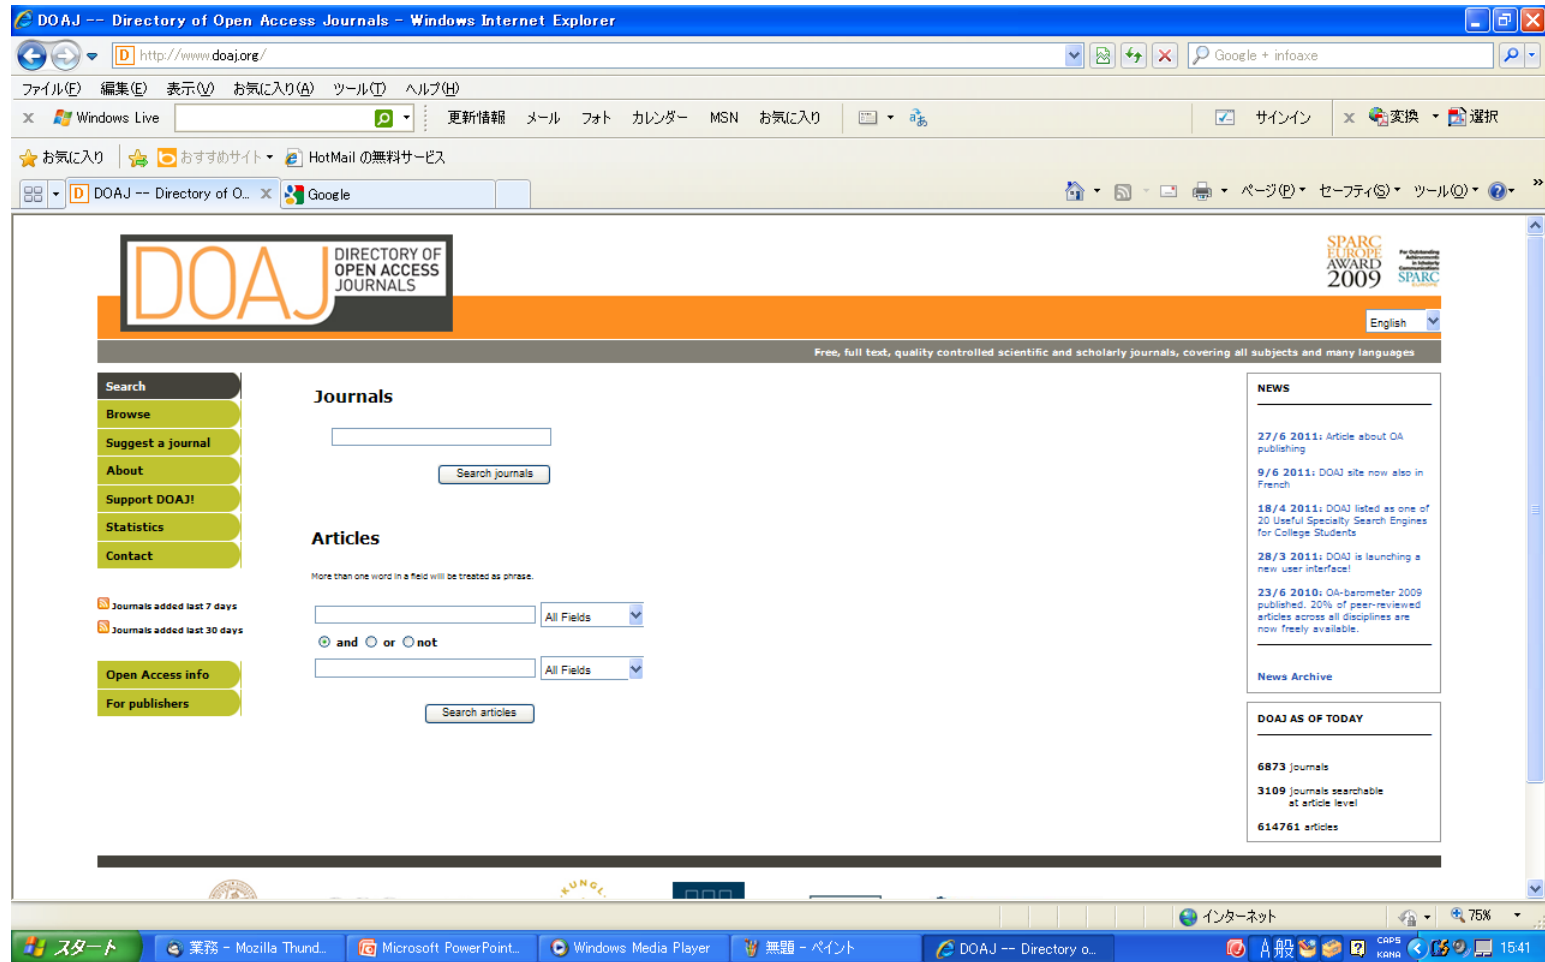 DOAJ -- Directory of Open Access Journals - Windows Internet Explorer
http://www.doaj.org/
Google + infoaxe
ファイル(F) 編集(E) 表示(V) お気に入り(A) ツール(T) ヘルプ(H)
Windows Live 更新情報 メール フォト カレンダー MSN お気に入り サインイン 変換 選択
お気に入り おすすめサイト HotMail の無料サービス
DOAJ -- Directory of O... Google ページ(P) セーフティ(S) ツール(O)
DOAJ
DIRECTORY OF
OPEN ACCESS
JOURNALS
SPARC
EUROPE
AWARD
2009
For Outstanding
Achievements
in Scholarly
Communications
SPARC
EUROPE
English
Free, full text, quality controlled scientific and scholarly journals, covering all subjects and many languages
Search
Browse
Suggest a journal
About
Support DOAJ!
Statistics
Contact
Journals added last 7 days
Journals added last 30 days
Open Access info
For publishers
Journals
Search journals
Articles
More than one word in a field will be treated as phrase.
All Fields
and or not
All Fields
Search articles
NEWS
27/6 2011: Article about OA
publishing
9/6 2011: DOAJ site now also in
French
18/4 2011: DOAJ listed as one of
20 Useful Specialty Search Engines
for College Students
28/3 2011: DOAJ is launching a
new user interface!
23/6 2010: OA-barometer 2009
published. 20% of peer-reviewed
articles across all disciplines are
now freely available.
News Archive
DOAJ AS OF TODAY
6873 journals
3109 journals searchable
at article level
614761 articles
KUNGL
インターネット 75%
スタート 業務 - Mozilla Thund... Microsoft PowerPoint... Windows Media Player 無題 - ペイント DOAJ -- Directory o... A 般 CAPS KANA 15:41